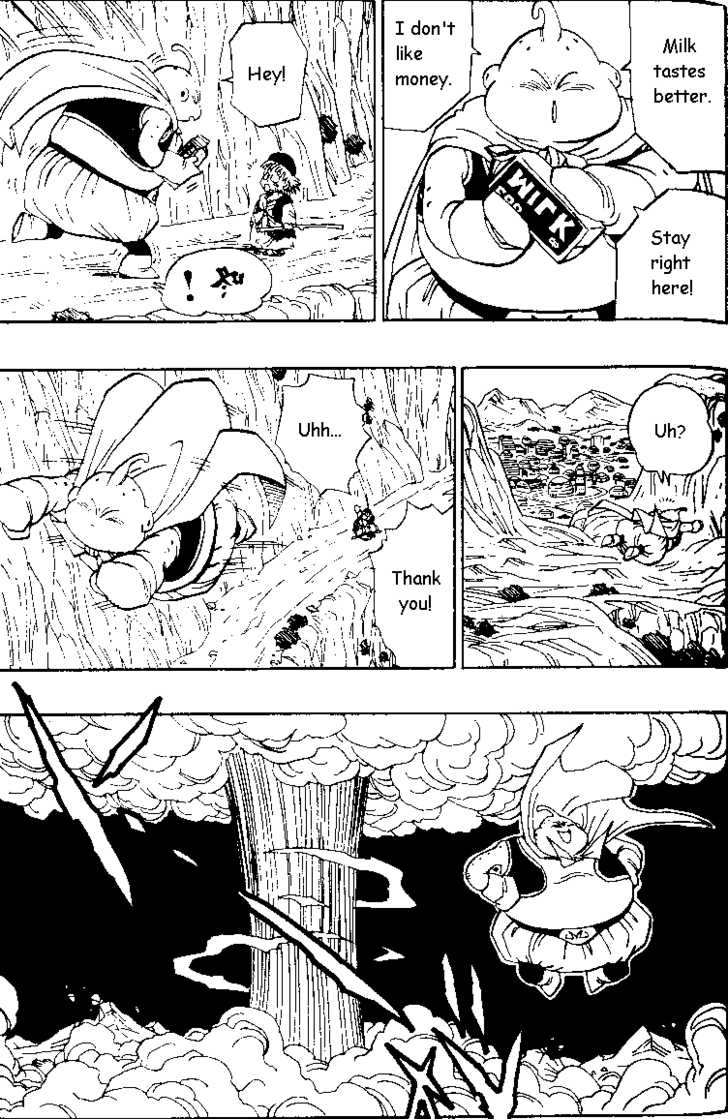 Hey!
I don't
like
money.
Milk
tastes
better.
MILK
Stay
right
here!
Uhh...
Thank
you!
Uh?